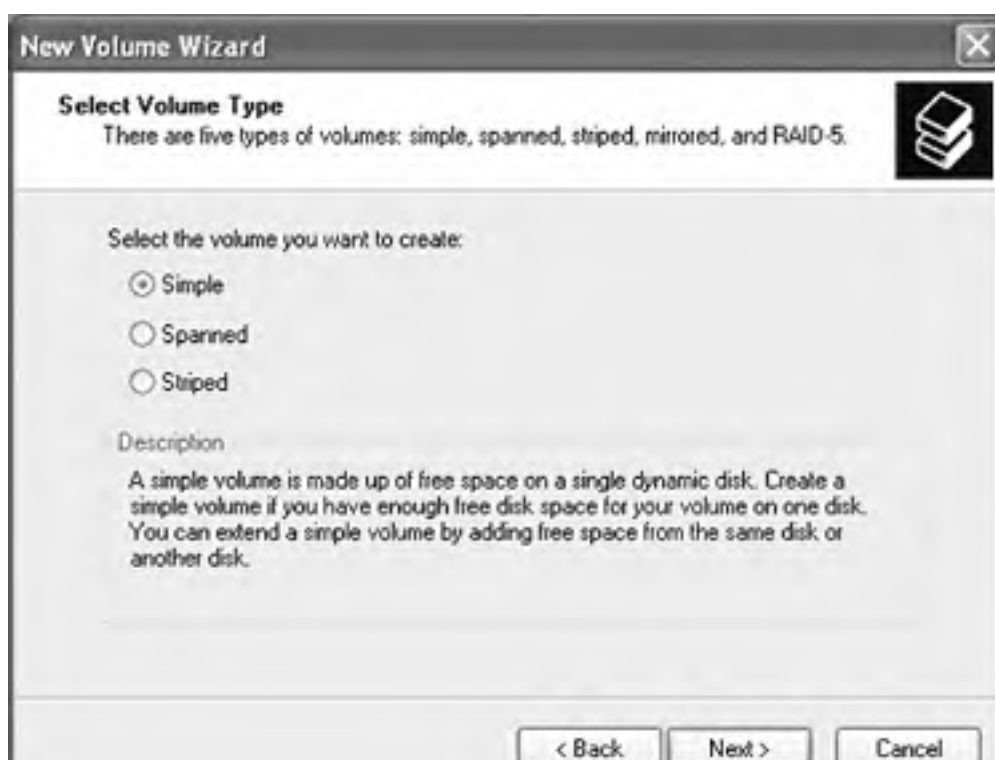 New Volume Wizard
Select Volume Type
There are five types of volumes: simple, spanned, striped, mirrored, and RAID-5.
Select the volume you want to create:
Simple
Spanned
Striped
Description
A simple volume is made up of free space on a single dynamic disk. Create a
simple volume if you have enough free disk space for your volume on one disk.
You can extend a simple volume by adding free space from the same disk or
another disk.
< Back
Next >
Cancel